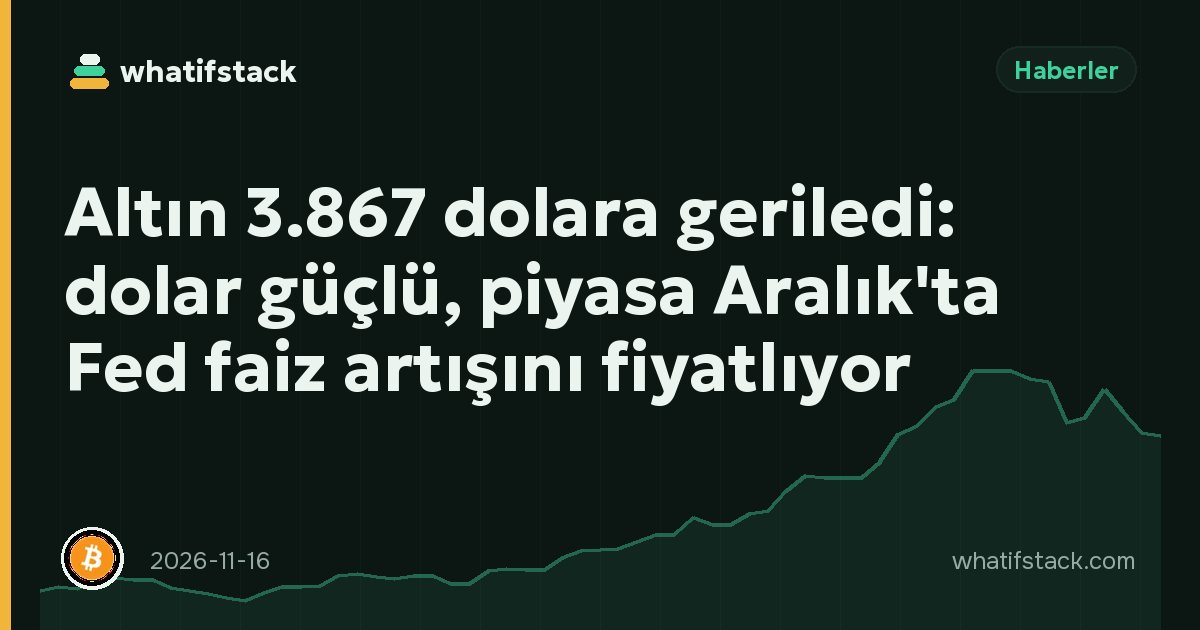 whatifstack
Haberler
Altın 3.867 dolara geriledi:
dolar güçlü, piyasa Aralık'ta
Fed faiz artışını fiyatlıyor
2026-11-16
whatifstack.com